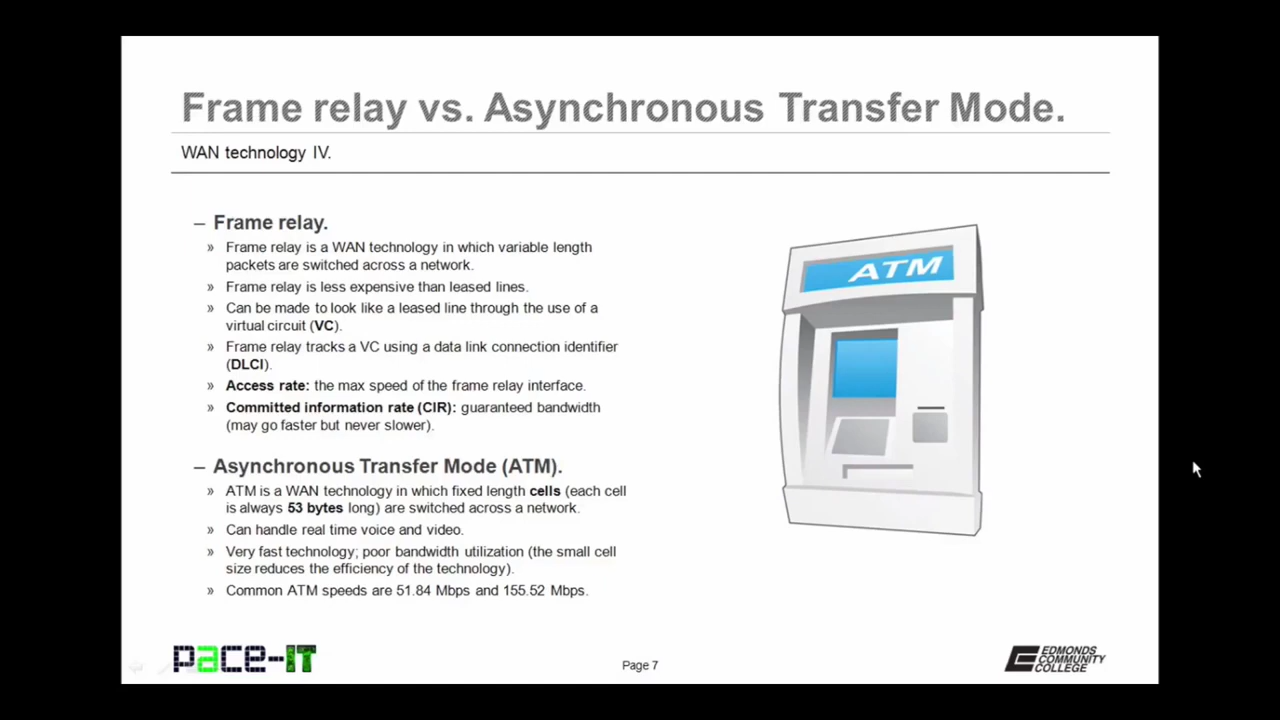 Frame relay vs. Asynchronous Transfer Mode.
WAN technology IV.
– Frame relay.
» Frame relay is a WAN technology in which variable length
packets are switched across a network.
» Frame relay is less expensive than leased lines.
» Can be made to look like a leased line through the use of a
virtual circuit (VC).
» Frame relay tracks a VC using a data link connection identifier
(DLCI).
» Access rate: the max speed of the frame relay interface.
» Committed information rate (CIR): guaranteed bandwidth
(may go faster but never slower).
– Asynchronous Transfer Mode (ATM).
» ATM is a WAN technology in which fixed length cells (each cell
is always 53 bytes long) are switched across a network.
» Can handle real time voice and video.
» Very fast technology; poor bandwidth utilization (the small cell
size reduces the efficiency of the technology).
» Common ATM speeds are 51.84 Mbps and 155.52 Mbps.
ATM
pace-IT
Page 7
EDMONDS
COMMUNITY
COLLEGE